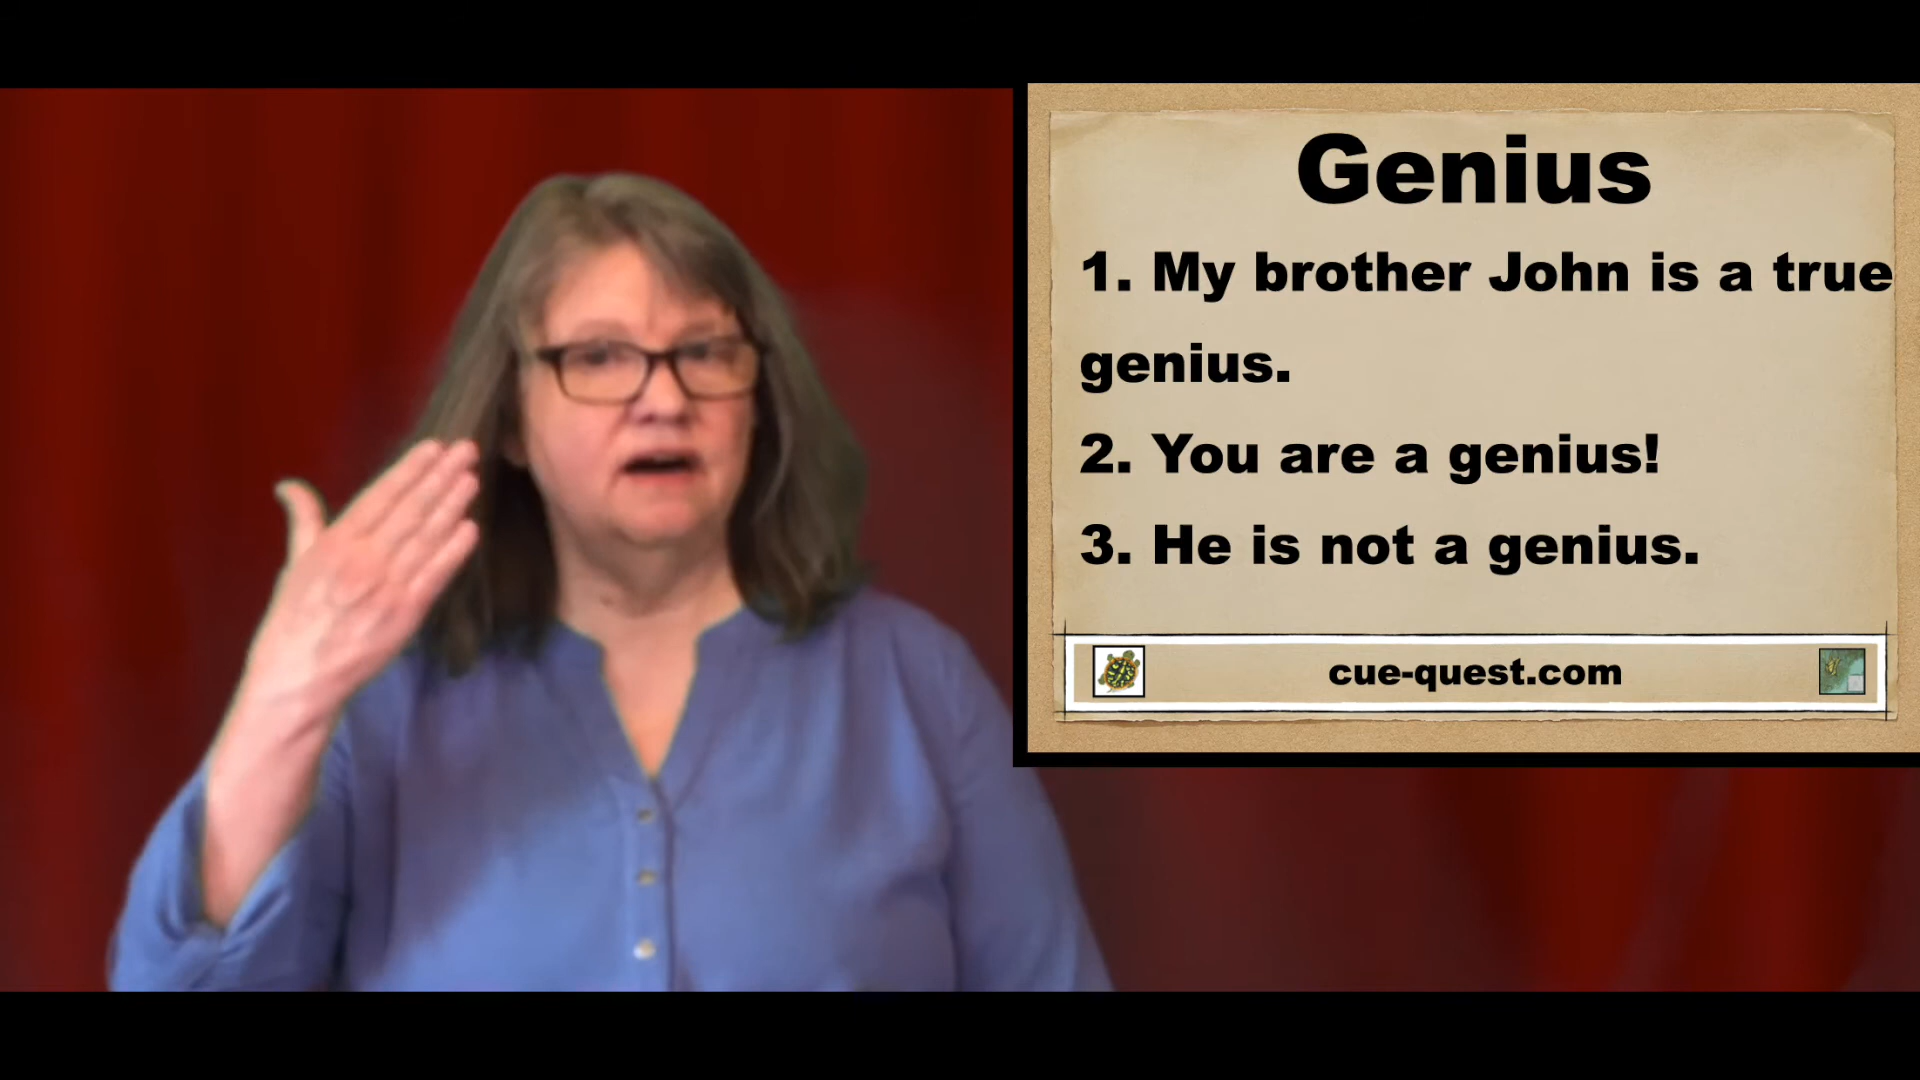 Genius
1. My brother John is a true
genius.
2. You are a genius!
3. He is not a genius.
cue-quest.com